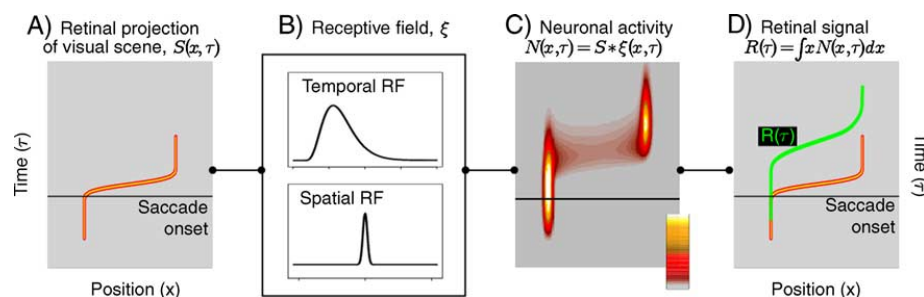 A) Retinal projection
of visual scene, S(x,τ)
Time (τ)
Saccade
onset
Position (x)
B) Receptive field, ξ
Temporal RF
Spatial RF
C) Neuronal activity
N(x,τ)=S*ξ(x,τ)
D) Retinal signal
R(τ)=∫xN(x,τ)dx
R(τ)
Saccade
onset
Time (τ)
Position (x)